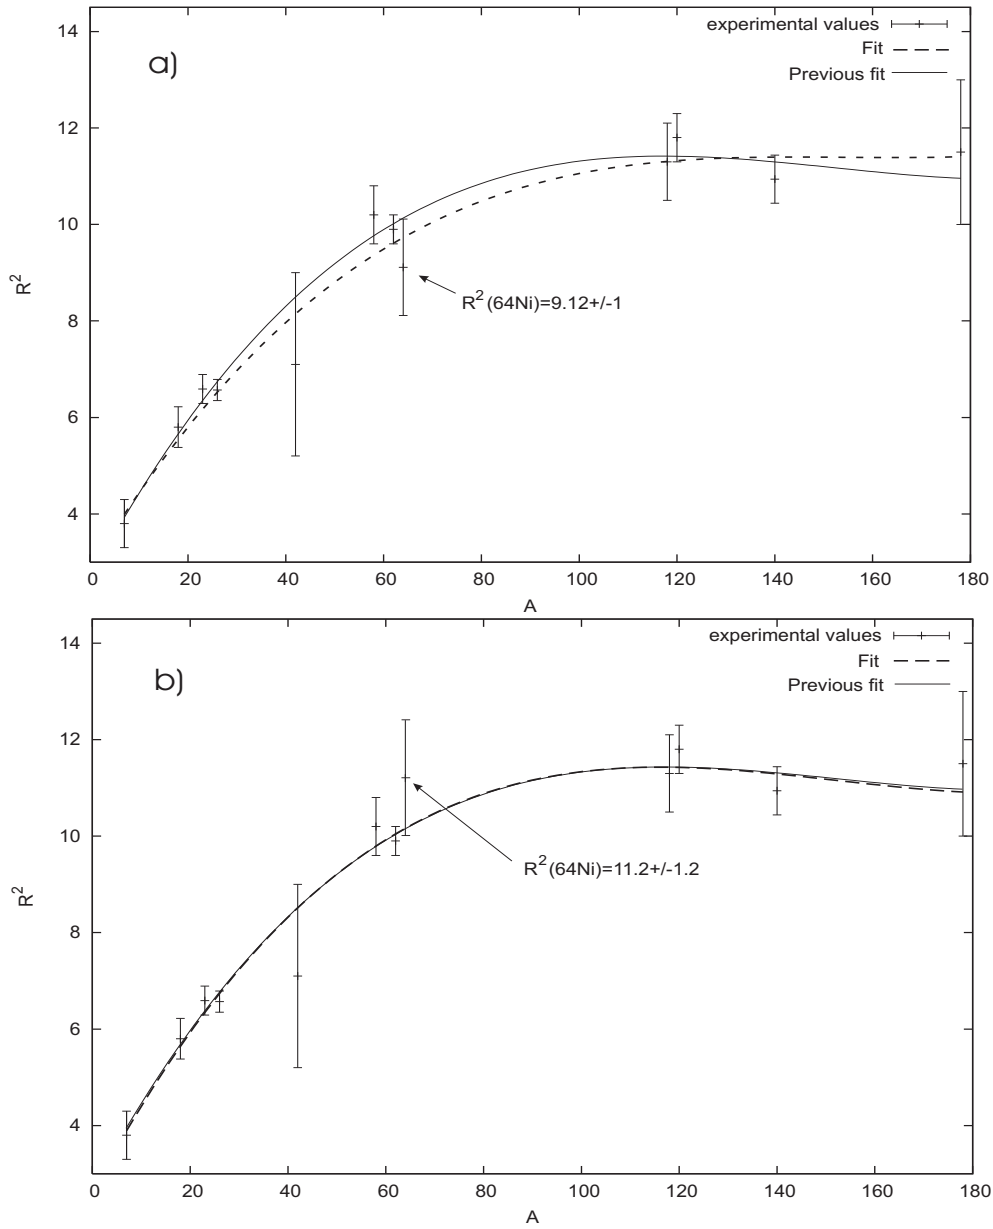 14
12
10
8
6
4
R²
a)
experimental values
Fit
Previous fit
R²(64Ni)=9.12+/-1
0 20 40 60 80 100 120 140 160 180
A
14
12
10
8
6
4
R²
b)
experimental values
Fit
Previous fit
R²(64Ni)=11.2+/-1.2
0 20 40 60 80 100 120 140 160 180
A